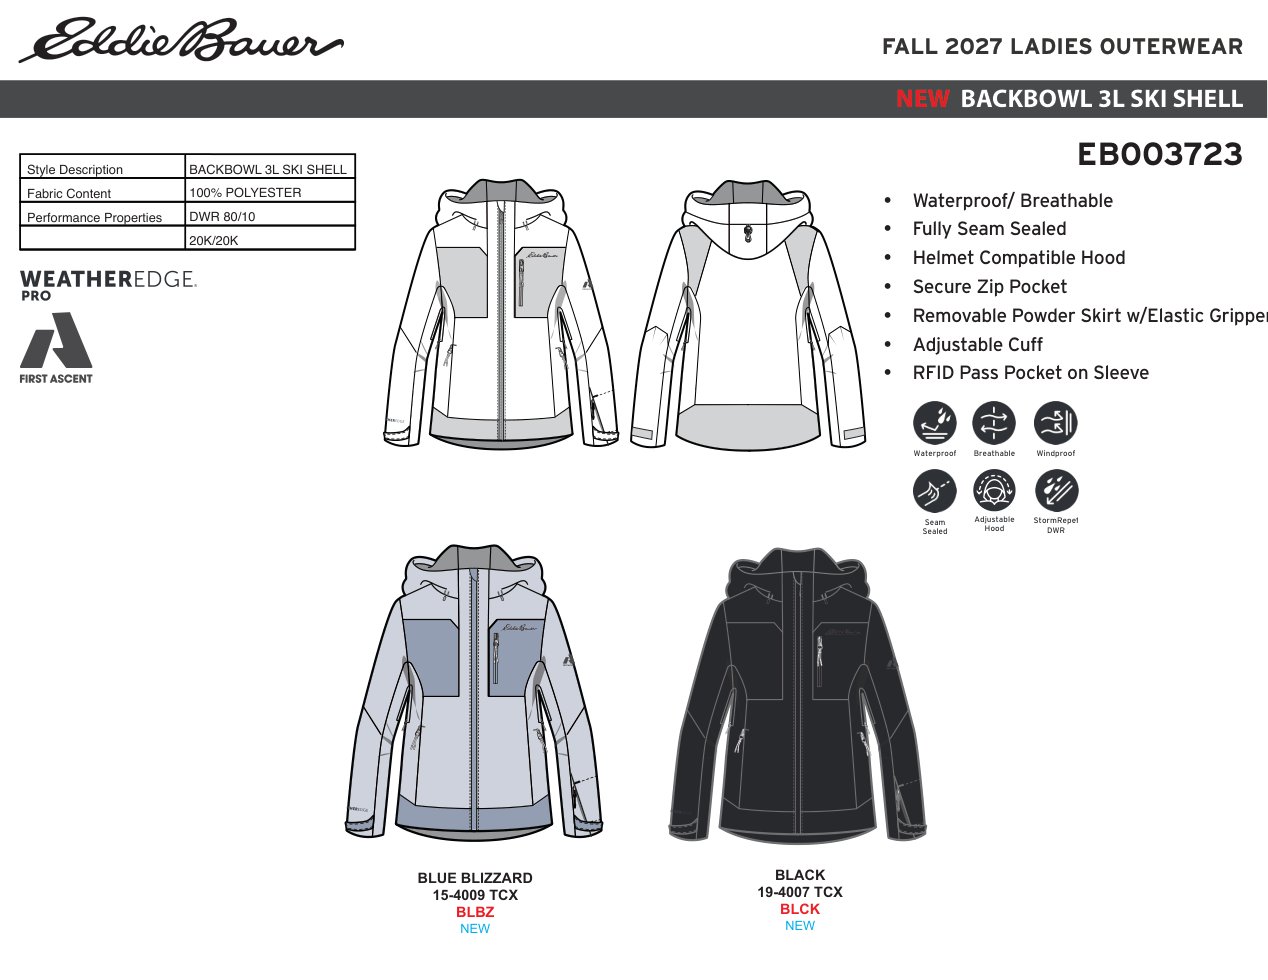 Eddie Bauer
FALL 2027 LADIES OUTERWEAR
NEW BACKBOWL 3L SKI SHELL
EB003723
Style Description BACKBOWL 3L SKI SHELL
Fabric Content 100% POLYESTER
Performance Properties DWR 80/10
20K/20K
WEATHEREDGE
PRO
FIRST ASCENT
• Waterproof/ Breathable
• Fully Seam Sealed
• Helmet Compatible Hood
• Secure Zip Pocket
• Removable Powder Skirt w/Elastic Gripper
• Adjustable Cuff
• RFID Pass Pocket on Sleeve
Waterproof Breathable Windproof
Seam Sealed
Adjustable Hood
StormRepel DWR
Eddie Bauer
Eddie Bauer
BLUE BLIZZARD
15-4009 TCX
BLBZ
NEW
BLACK
19-4007 TCX
BLCK
NEW